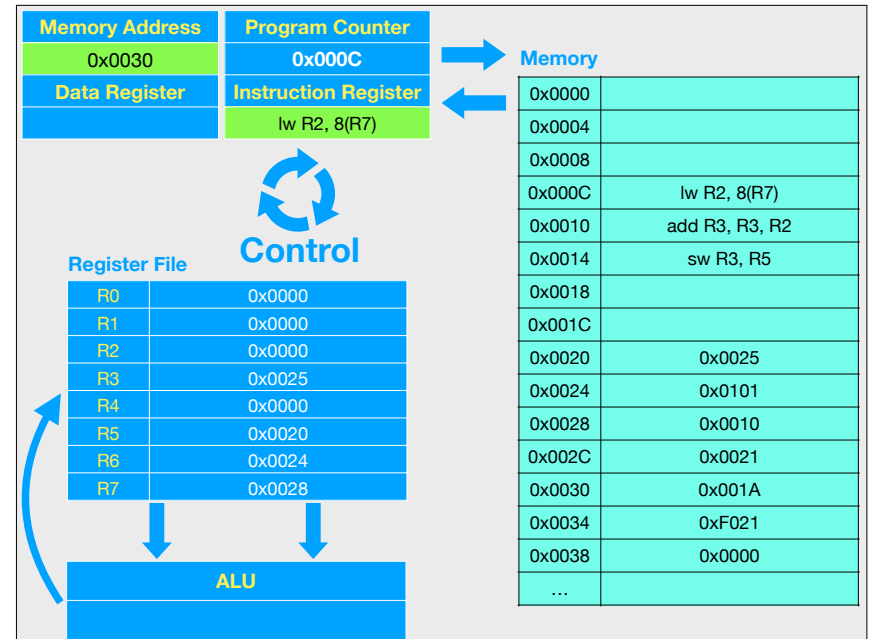 Memory Address Program Counter
0x0030 0x000C
Data Register Instruction Register
lw R2, 8(R7)
Control
Register File
R0 0x0000
R1 0x0000
R2 0x0000
R3 0x0025
R4 0x0000
R5 0x0020
R6 0x0024
R7 0x0028
ALU
Memory
0x0000
0x0004
0x0008
0x000C lw R2, 8(R7)
0x0010 add R3, R3, R2
0x0014 sw R3, R5
0x0018
0x001C
0x0020 0x0025
0x0024 0x0101
0x0028 0x0010
0x002C 0x0021
0x0030 0x001A
0x0034 0xF021
0x0038 0x0000
…